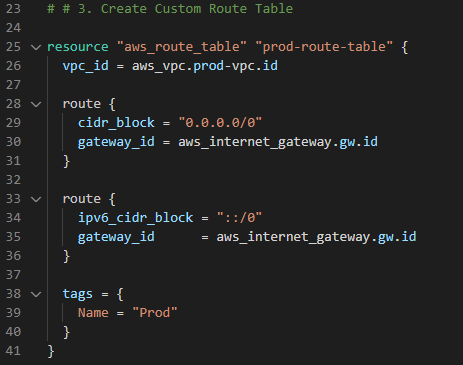 23 # # 3. Create Custom Route Table
24
25 resource "aws_route_table" "prod-route-table" {
26 vpc_id = aws_vpc.prod-vpc.id
27
28 route {
29 cidr_block = "0.0.0.0/0"
30 gateway_id = aws_internet_gateway.gw.id
31 }
32
33 route {
34 ipv6_cidr_block = "::/0"
35 gateway_id      = aws_internet_gateway.gw.id
36 }
37
38 tags = {
39 Name = "Prod"
40 }
41 }